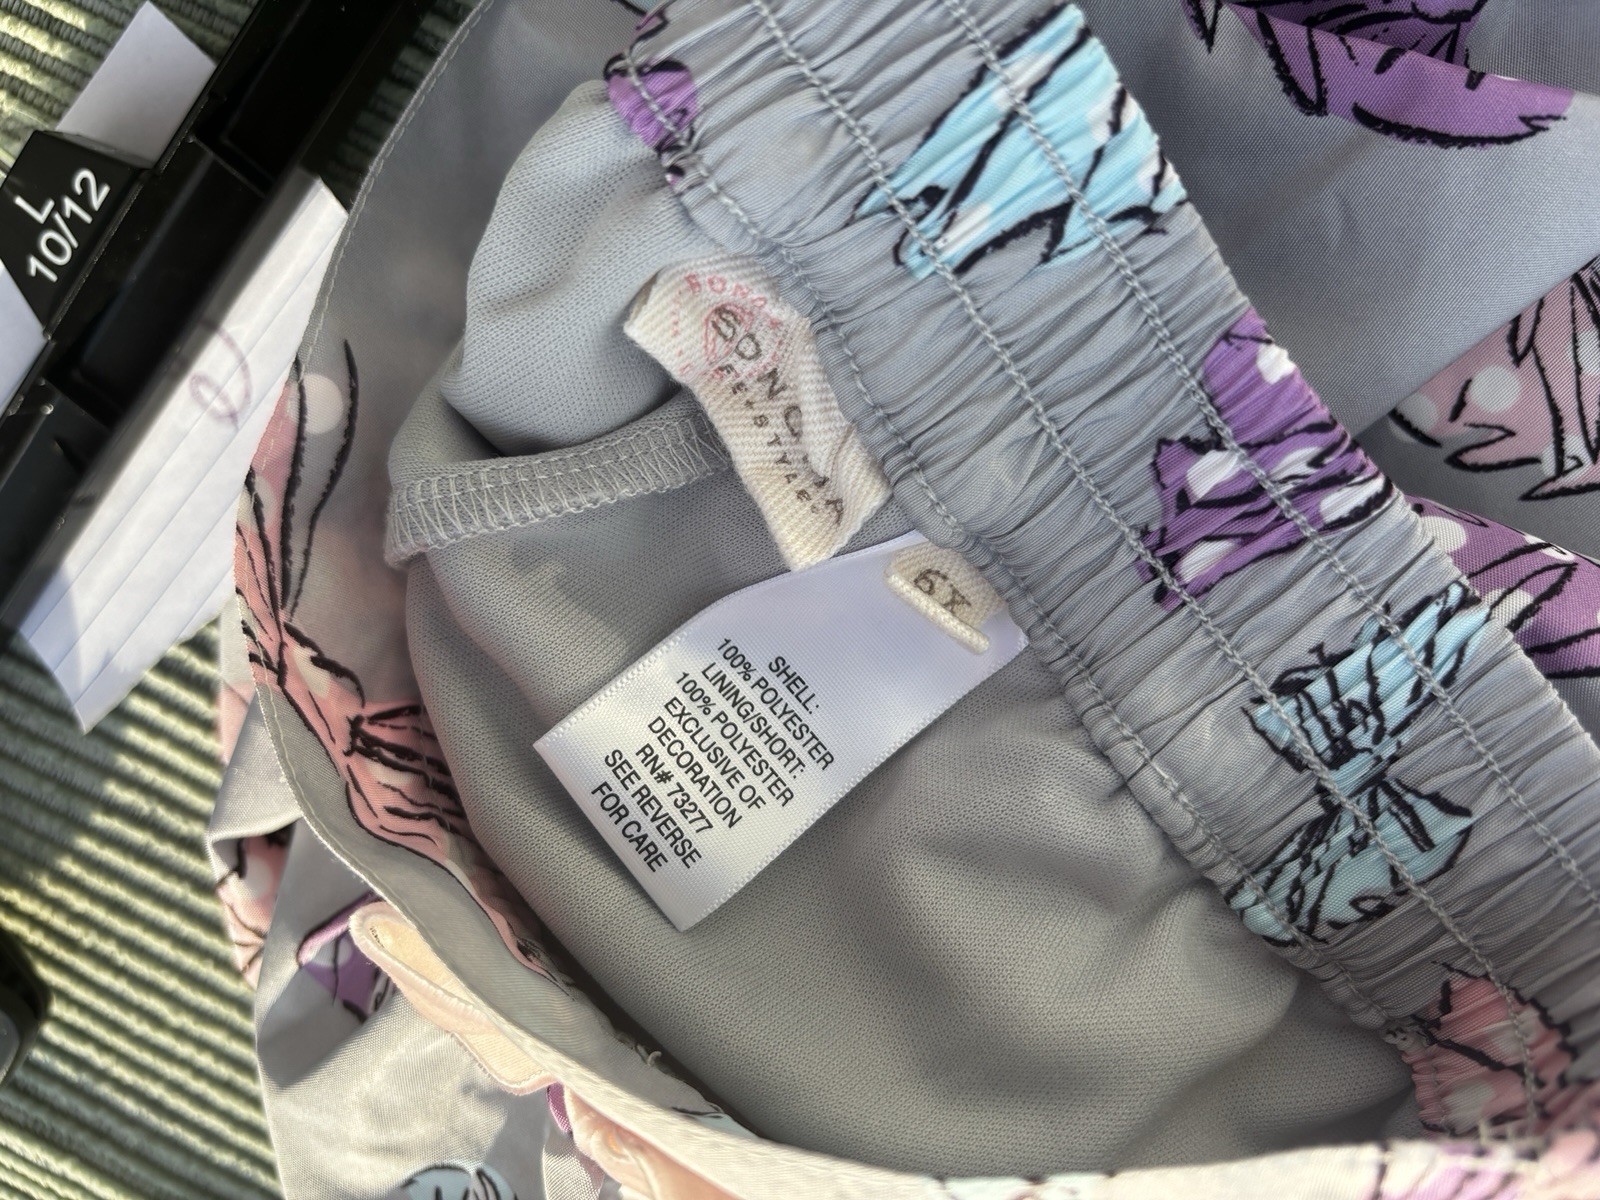 L
10/12
6X
SHELL:
100% POLYESTER
LINING/SHORT:
100% POLYESTER
EXCLUSIVE OF
DECORATION
RN# 73277
SEE REVERSE
FOR CARE